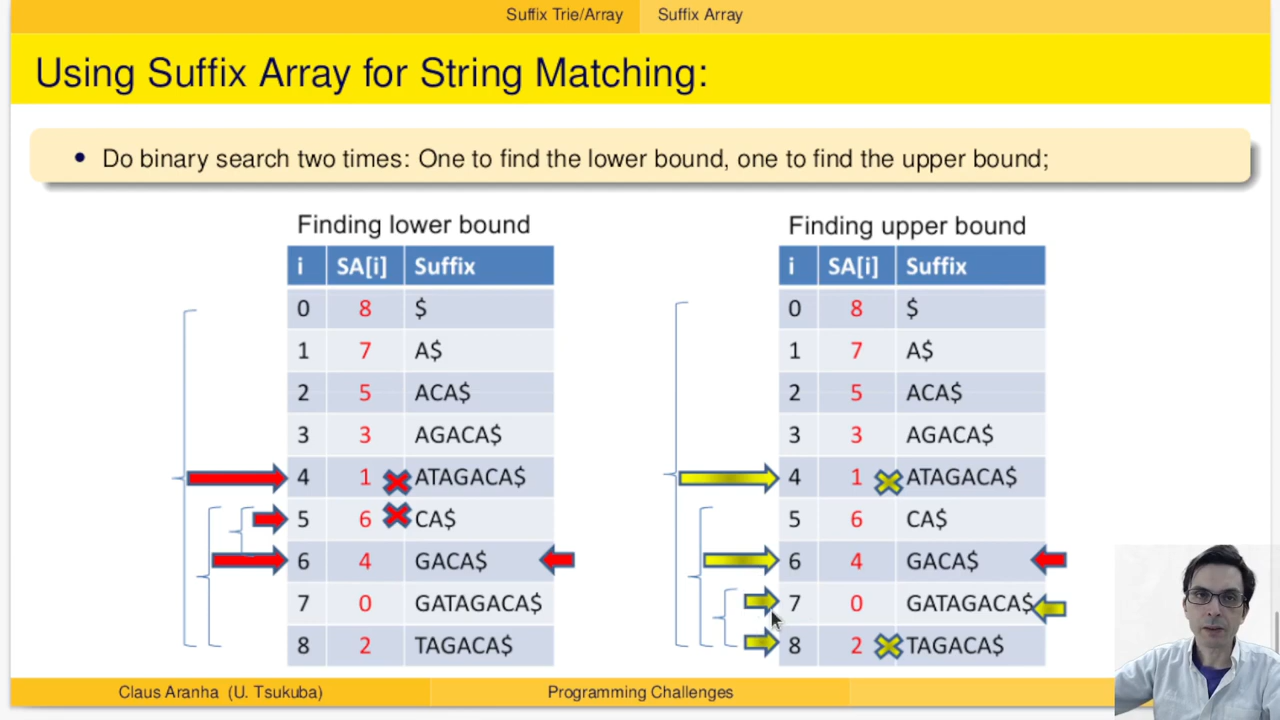 Suffix Trie/Array Suffix Array
Using Suffix Array for String Matching:
• Do binary search two times: One to find the lower bound, one to find the upper bound;
Finding lower bound
i SA[i] Suffix
0 8 $
1 7 A$
2 5 ACA$
3 3 AGACA$
4 1 ATAGACA$
5 6 CA$
6 4 GACA$
7 0 GATAGACA$
8 2 TAGACA$
Finding upper bound
i SA[i] Suffix
0 8 $
1 7 A$
2 5 ACA$
3 3 AGACA$
4 1 ATAGACA$
5 6 CA$
6 4 GACA$
7 0 GATAGACA$
8 2 TAGACA$
Claus Aranha (U. Tsukuba) Programming Challenges